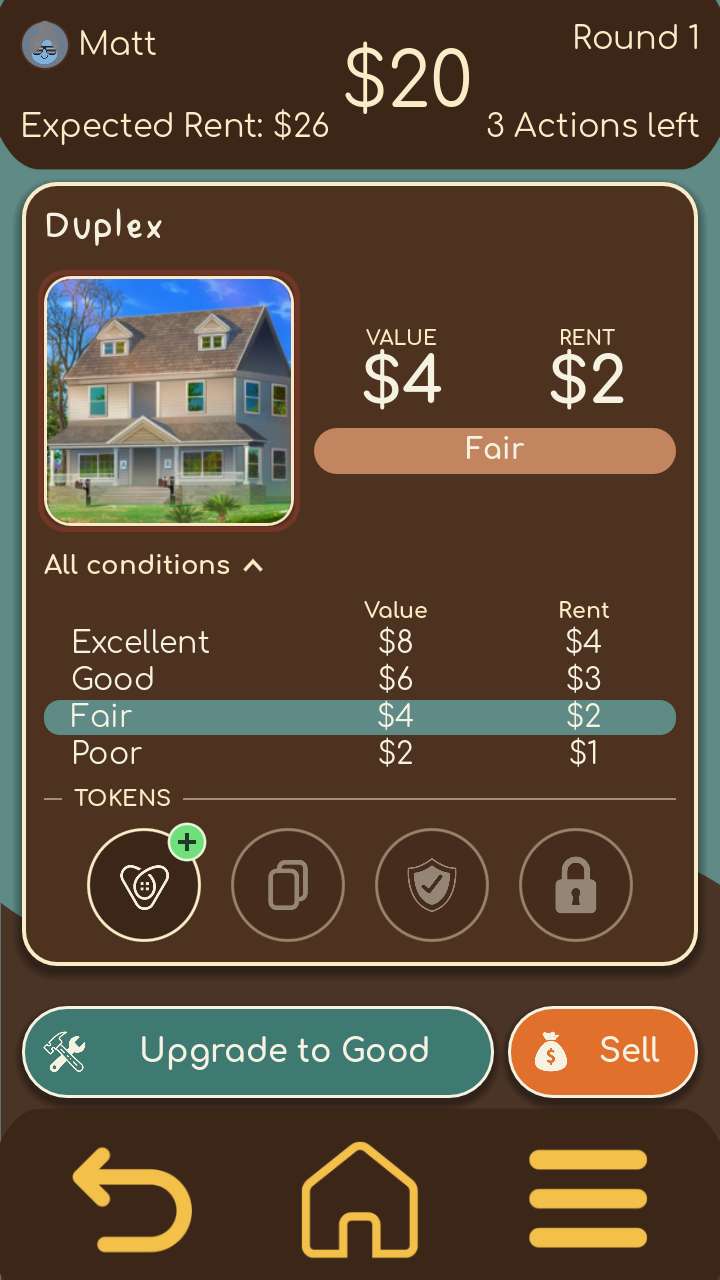 Matt
Round 1
$20
Expected Rent: $26
3 Actions left
Duplex
VALUE RENT
$4 $2
Fair
All conditions
Value Rent
Excellent $8 $4
Good $6 $3
Fair $4 $2
Poor $2 $1
TOKENS
Upgrade to Good
Sell